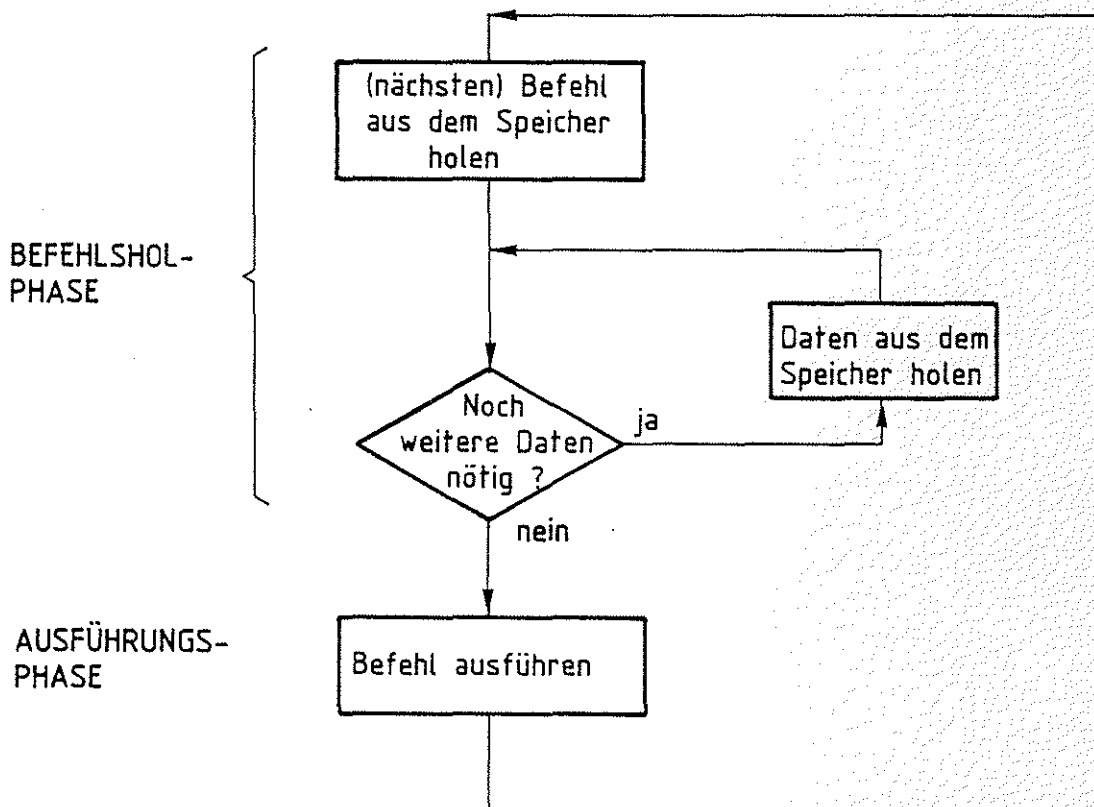 (nächsten) Befehl
aus dem Speicher
holen
BEFEHLSHOL-
PHASE
Daten aus dem
Speicher holen
Noch
weitere Daten
nötig ?
ja
nein
AUSFÜHRUNGS-
PHASE
Befehl ausführen